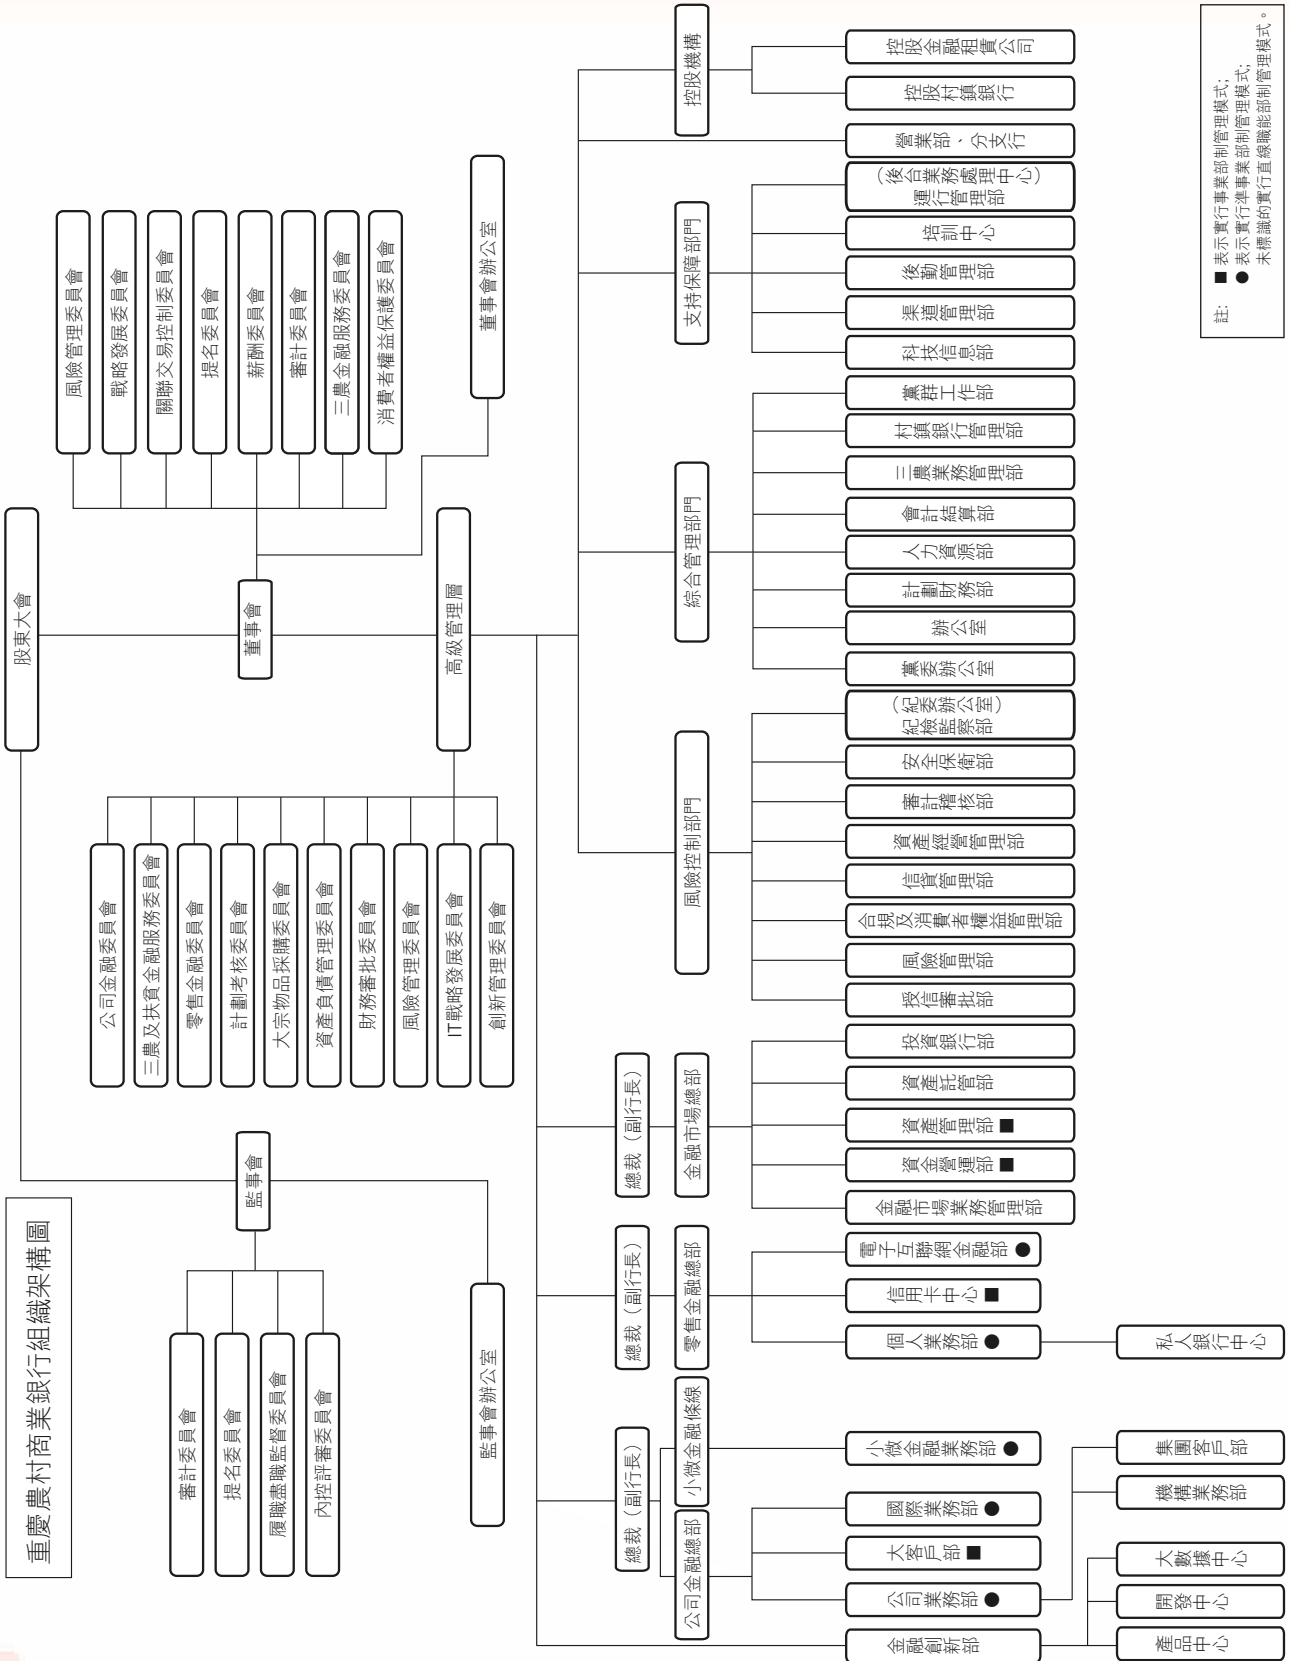 重慶農村商業銀行組織架構圖
股東大會
監事會
董事會
審計委員會
提名委員會
履職盡職監督委員會
內控評審委員會
監事會辦公室
風險管理委員會
戰略發展委員會
關聯交易控制委員會
提名委員會
薪酬委員會
審計委員會
三農金融服務委員會
消費者權益保護委員會
董事會辦公室
高級管理層
公司金融委員會
三農及扶貧金融服務委員會
零售金融委員會
計劃考核委員會
大宗物品採購委員會
資產負債管理委員會
財務審批委員會
風險管理委員會
IT戰略發展委員會
創新管理委員會
總裁（副行長）
總裁（副行長）
總裁（副行長）
公司金融總部
小微金融條線
零售金融總部
金融市場總部
風險控制部門
綜合管理部門
支持保障部門
控股機構
金融創新部
公司業務部 ●
大客戶部 ■
國際業務部 ●
小微金融業務部 ●
個人業務部 ●
信用卡中心 ■
電子互聯網金融部 ●
金融市場業務管理部
資金營運部 ■
資產管理部 ■
資產託管部
投資銀行部
授信審批部
風險管理部
合規及消費者權益管理部
信貸管理部
資產經營管理部
審計稽核部
安全保衛部
（紀委辦公室）
紀檢監察部
黨委辦公室
辦公室
計劃財務部
人力資源部
會計結算部
三農業務管理部
村鎮銀行管理部
黨群工作部
科技信息部
渠道管理部
後勤管理部
培訓中心
（後台業務處理中心）
運行管理部
營業部、分支行
控股村鎮銀行
控股金融租賃公司
產品中心
開發中心
大數據中心
機構業務部
集團客戶部
私人銀行中心
註: ■ 表示實行事業部制管理模式;
● 表示實行準事業部制管理模式;
未標識的實行直線職能部制管理模式。